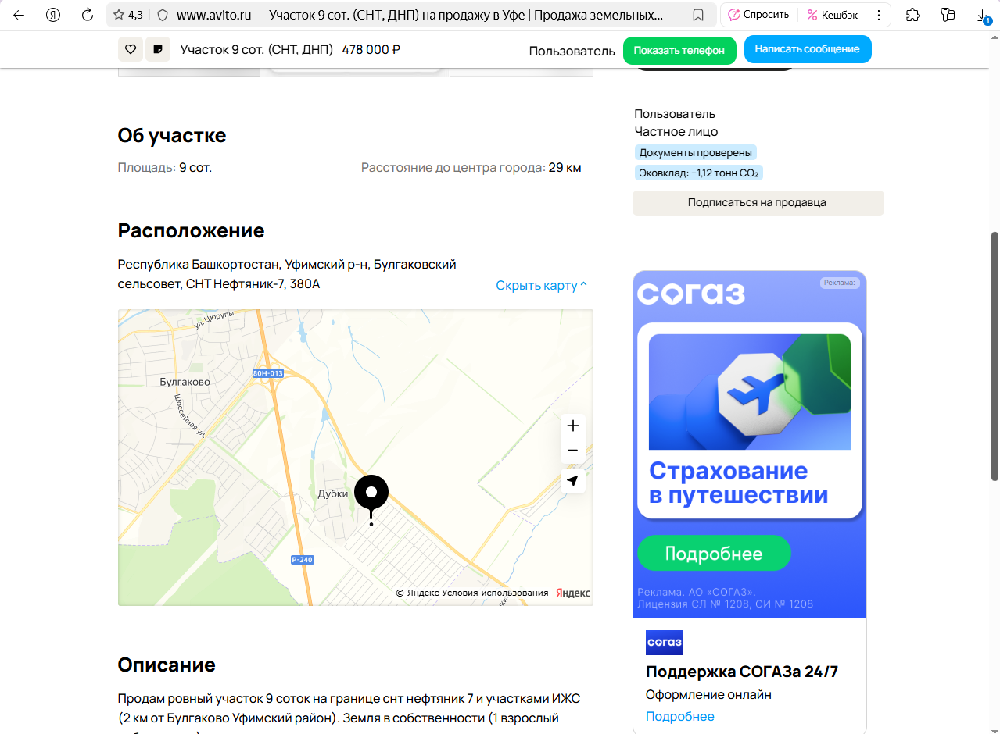 4,3
www.avito.ru
Участок 9 сот. (СНТ, ДНП) на продажу в Уфе | Продажа земельных...
Спросить
Кешбэк
1
Участок 9 сот. (СНТ, ДНП) 478 000 ₽
Пользователь
Показать телефон
Написать сообщение
Об участке
Площадь: 9 сот.
Расстояние до центра города: 29 км
Расположение
Республика Башкортостан, Уфимский р-н, Булгаковский
сельсовет, СНТ Нефтяник-7, 380А
Скрыть карту
ул. Цюрупы
80Н-013
Булгаково
Шоссейная ул.
Дубки
Р-240
© Яндекс Условия использования
Яндекс
Описание
Продам ровный участок 9 соток на границе снт нефтяник 7 и участками ИЖС
(2 км от Булгаково Уфимский район). Земля в собственности (1 взрослый
Пользователь
Частное лицо
Документы проверены
Эковклад: −1,12 тонн CO₂
Подписаться на продавца
Реклама:
согаз
Страхование
в путешествии
Подробнее
Реклама. АО «СОГАЗ».
Лицензия СЛ № 1208, СИ № 1208
согаз
Поддержка СОГАЗа 24/7
Оформление онлайн
Подробнее